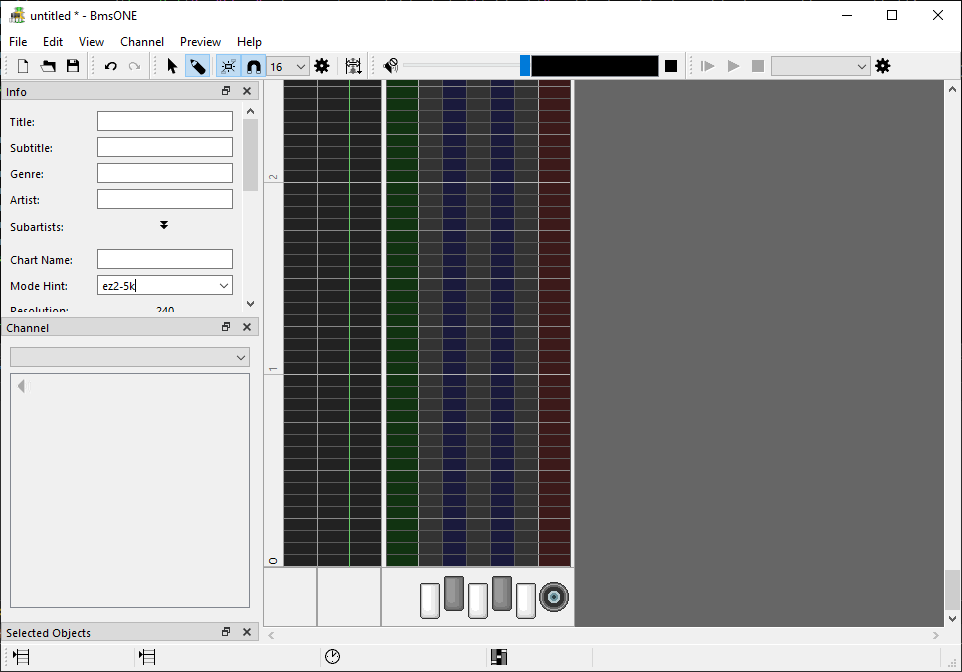 untitled * - BmsONE
File Edit View Channel Preview Help
16
Info
Title:
Subtitle:
Genre:
Artist:
Subartists:
Chart Name:
Mode Hint: ez2-5k
Resolution: 240
Channel
Selected Objects
2
1
0